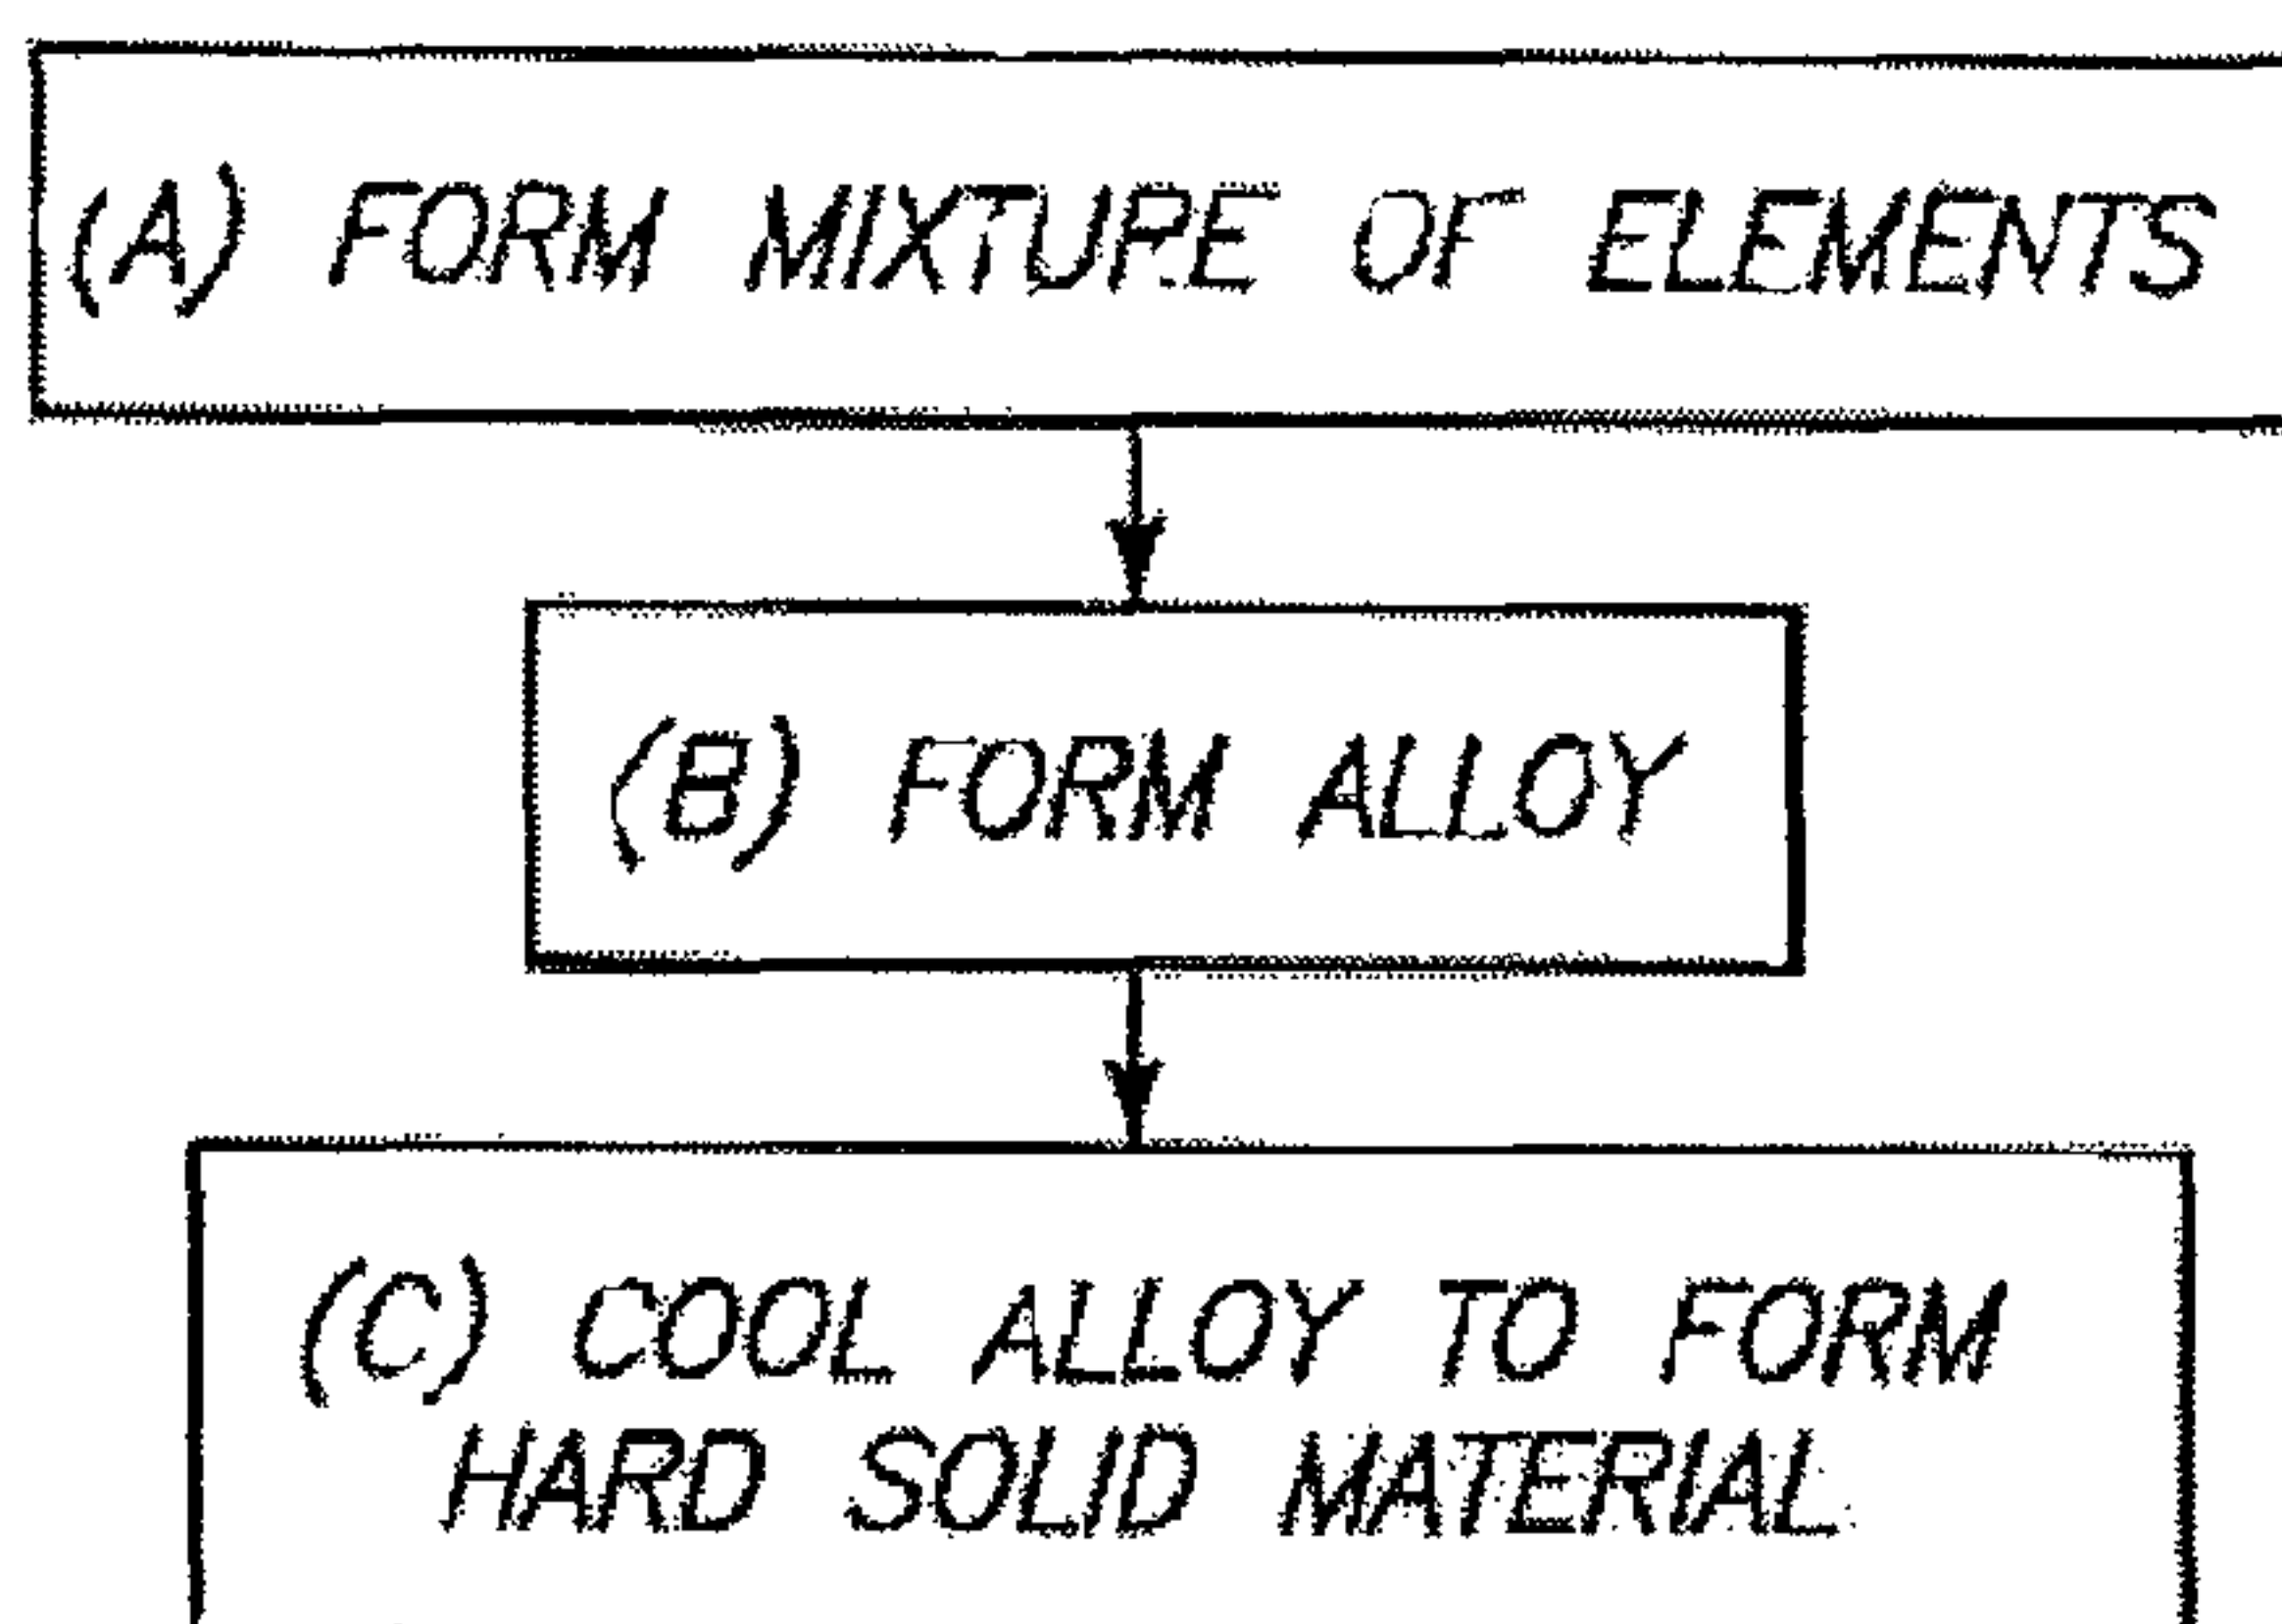 (A) FORM MIXTURE OF ELEMENTS
(B) FORM ALLOY
(C) COOL ALLOY TO FORM
HARD SOLID MATERIAL